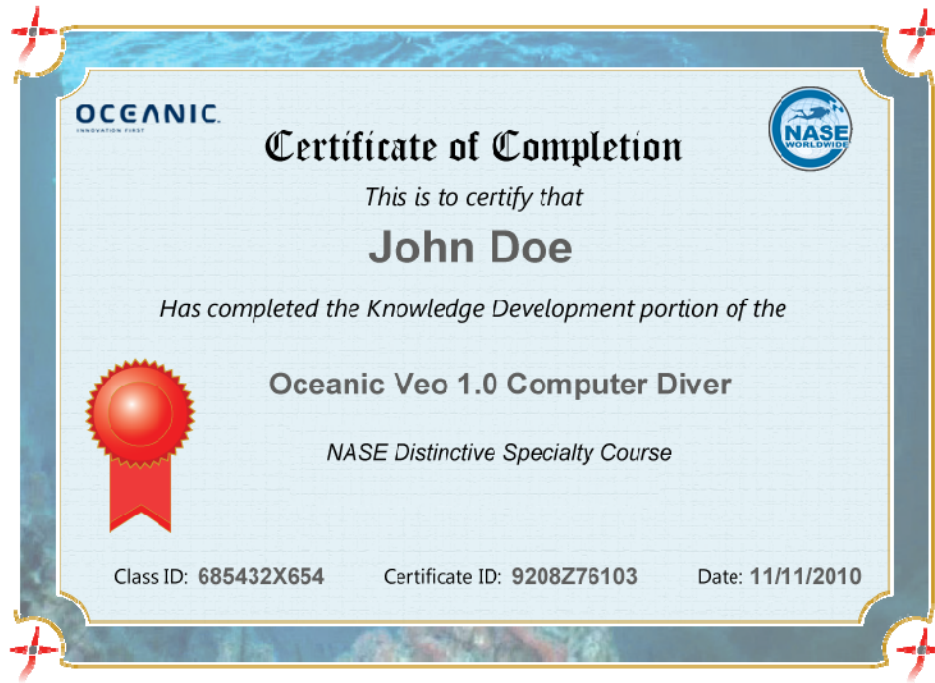 OCEANIC.
INNOVATION FIRST
NASE
WORLDWIDE
Certificate of Completion
This is to certify that
John Doe
Has completed the Knowledge Development portion of the
Oceanic Veo 1.0 Computer Diver
NASE Distinctive Specialty Course
Class ID: 685432X654 Certificate ID: 9208Z76103 Date: 11/11/2010